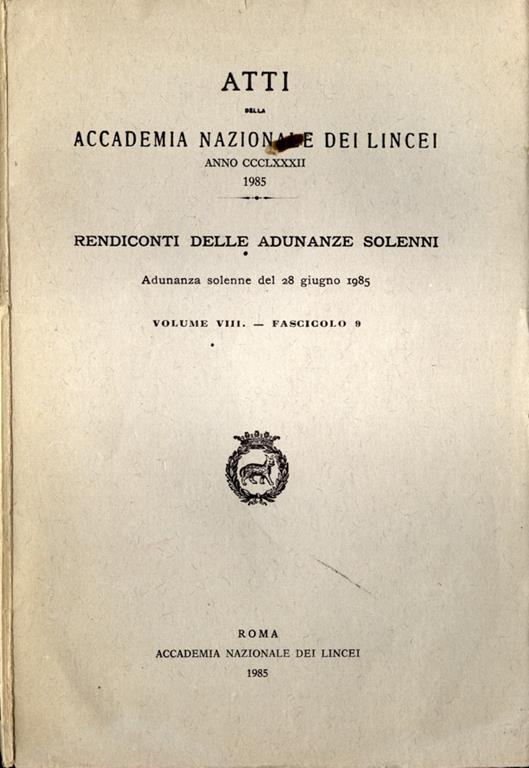 ATTI
DELLA
ACCADEMIA NAZIONALE DEI LINCEI
ANNO CCCLXXXII
1985
RENDICONTI DELLE ADUNANZE SOLENNI
Adunanza solenne del 28 giugno 1985
VOLUME VIII. — FASCICOLO 9
ROMA
ACCADEMIA NAZIONALE DEI LINCEI
1985